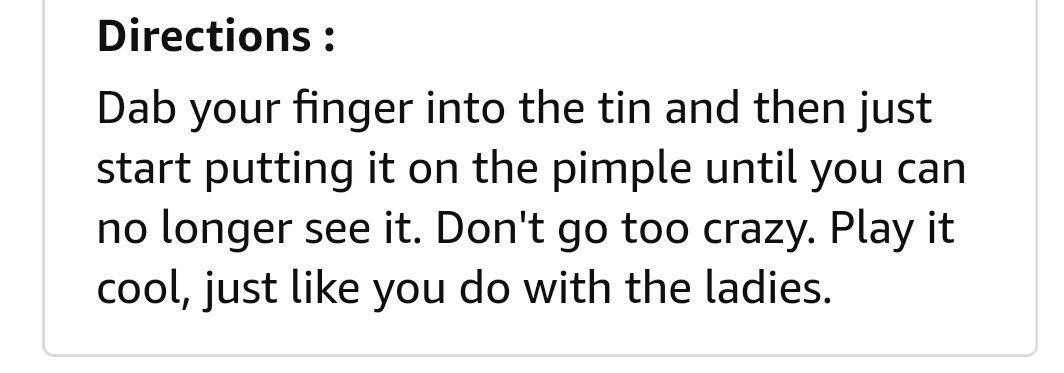 Directions :
Dab your finger into the tin and then just
start putting it on the pimple until you can
no longer see it. Don't go too crazy. Play it
cool, just like you do with the ladies.